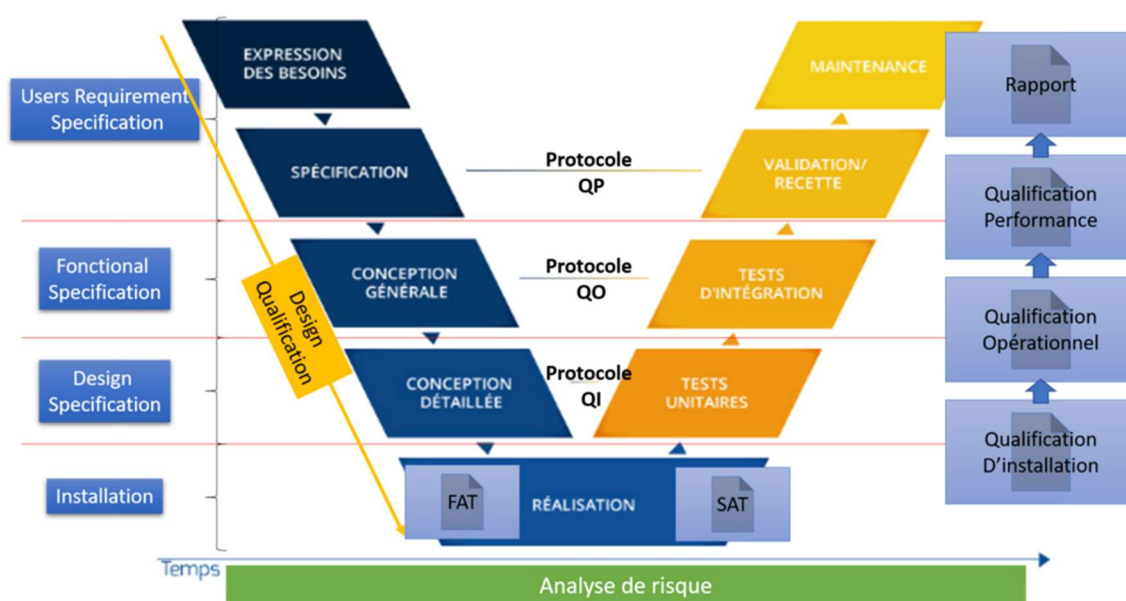 EXPRESSION
DES BESOINS
MAINTENANCE
Rapport
Users Requirement
Specification
SPÉCIFICATION
Protocole
QP
VALIDATION/
RECETTE
Qualification
Performance
Fonctional
Specification
Design
Qualification
CONCEPTION
GÉNÉRALE
Protocole
QO
TESTS
D'INTÉGRATION
Qualification
Opérationnel
Design
Specification
CONCEPTION
DÉTAILLÉE
Protocole
QI
TESTS
UNITAIRES
Qualification
D'installation
Installation
FAT
RÉALISATION
SAT
Temps
Analyse de risque